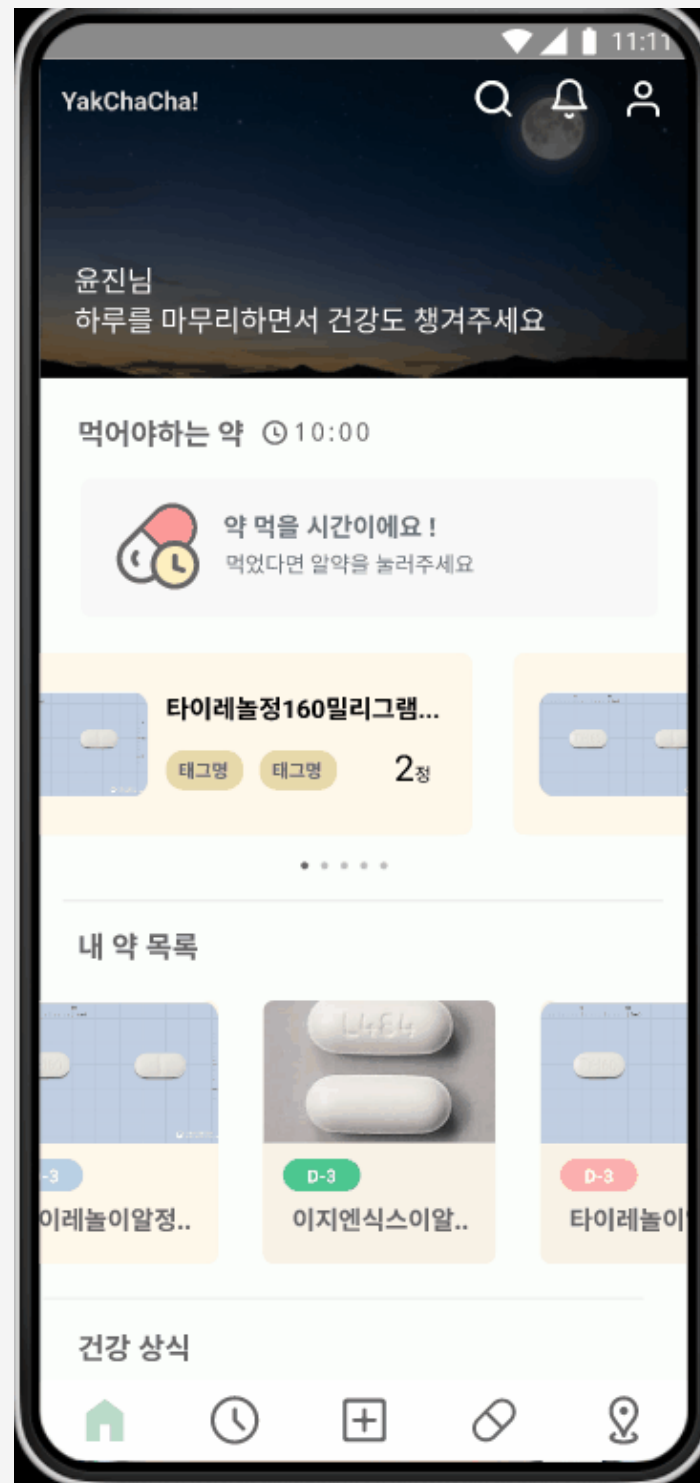 11:11
YakChaCha!
윤진님
하루를 마무리하면서 건강도 챙겨주세요
먹어야하는 약 10:00
약 먹을 시간이에요 !
먹었다면 알약을 눌러주세요
타이레놀정160밀리그램...
태그명 태그명 2정
내 약 목록
L484
-3 D-3 D-3
이레놀이알정.. 이지엔식스이알.. 타이레놀이
건강 상식